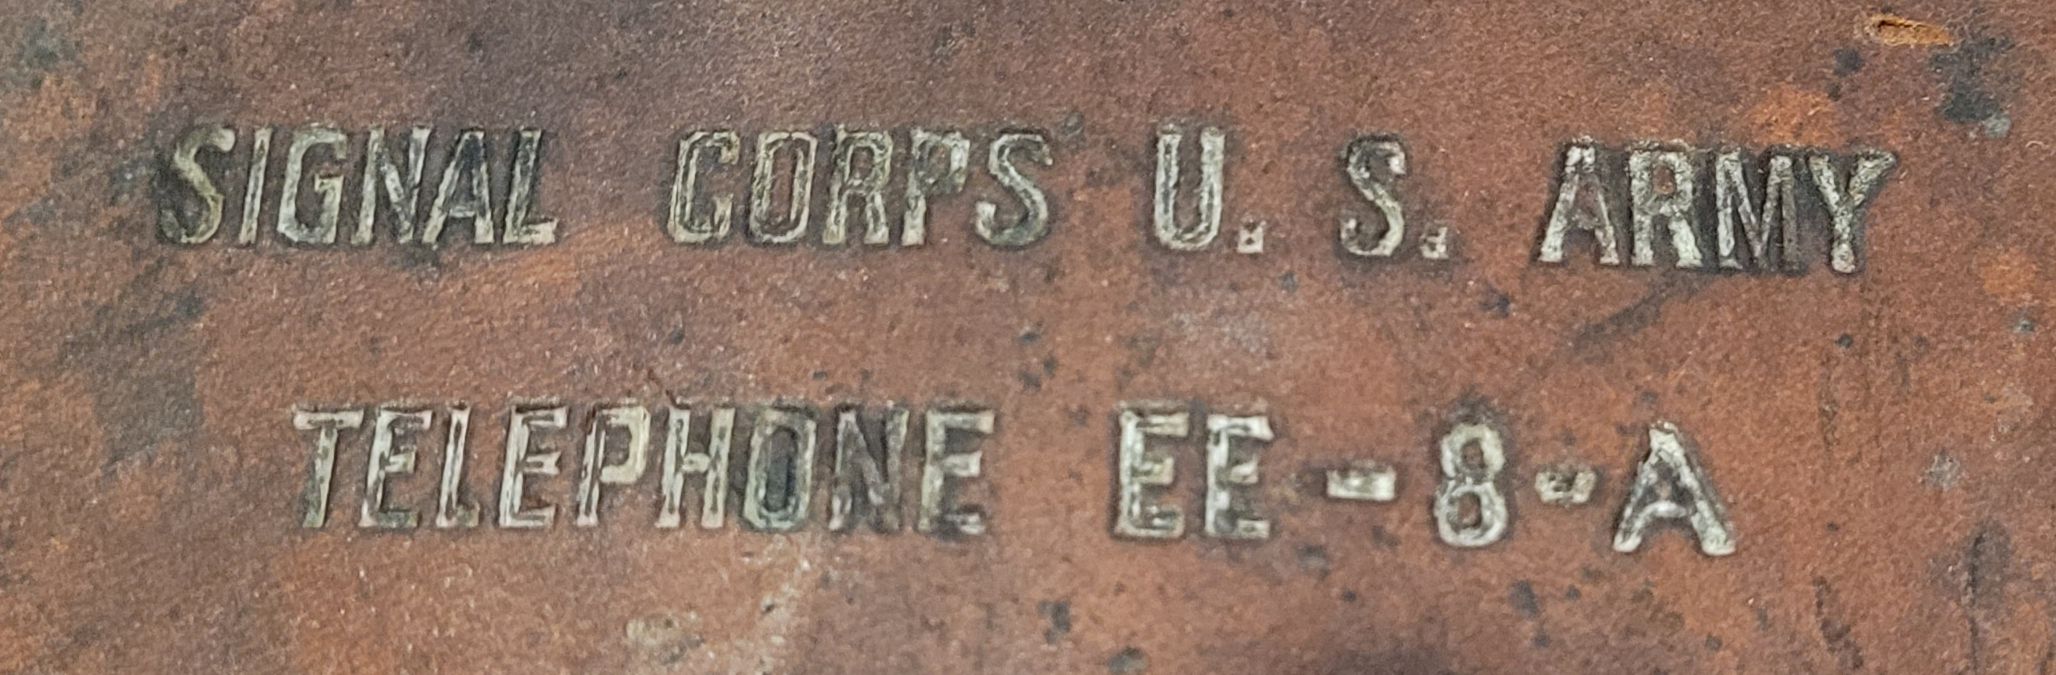 SIGNAL CORPS U. S. ARMY
TELEPHONE EE-8-A